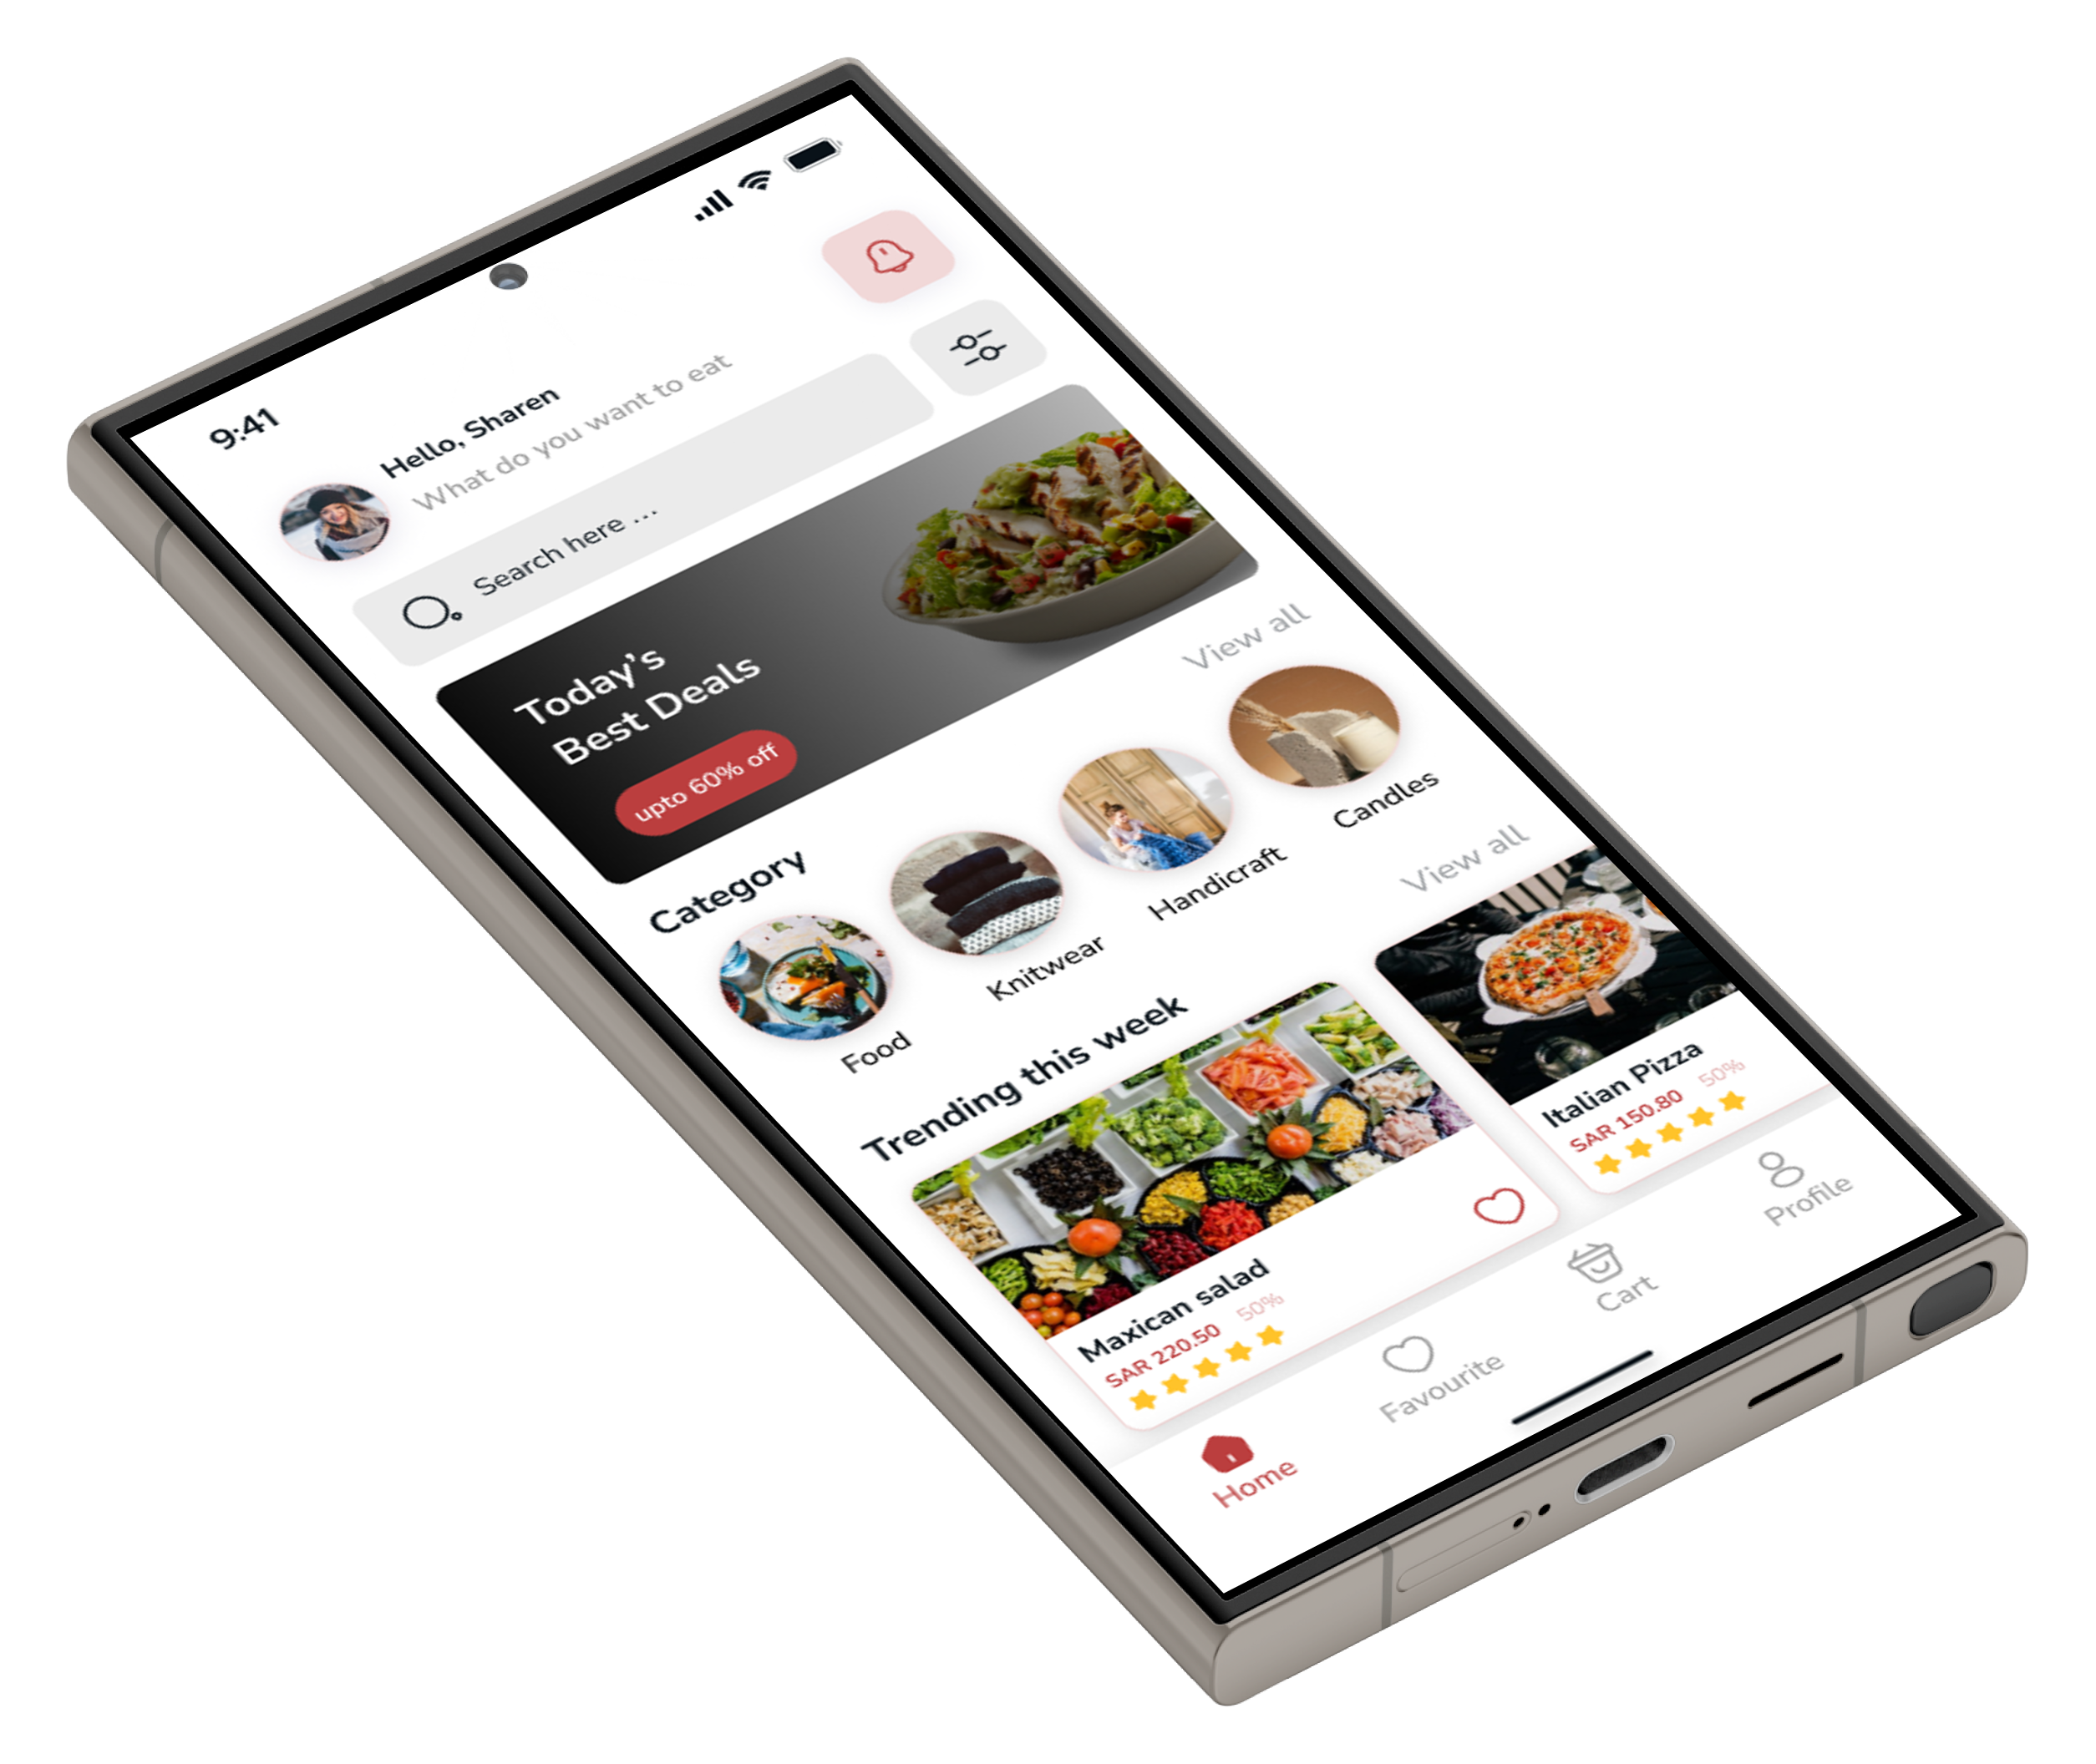 9:41
Hello, Sharen
What do you want to eat
Search here ...
Today's
Best Deals
upto 60% off
Category
View all
Food
Knitwear
Handicraft
Candles
Trending this week
View all
Maxican salad
SAR 220.50 50%
Italian Pizza
SAR 150.80 50%
Home
Favourite
Cart
Profile